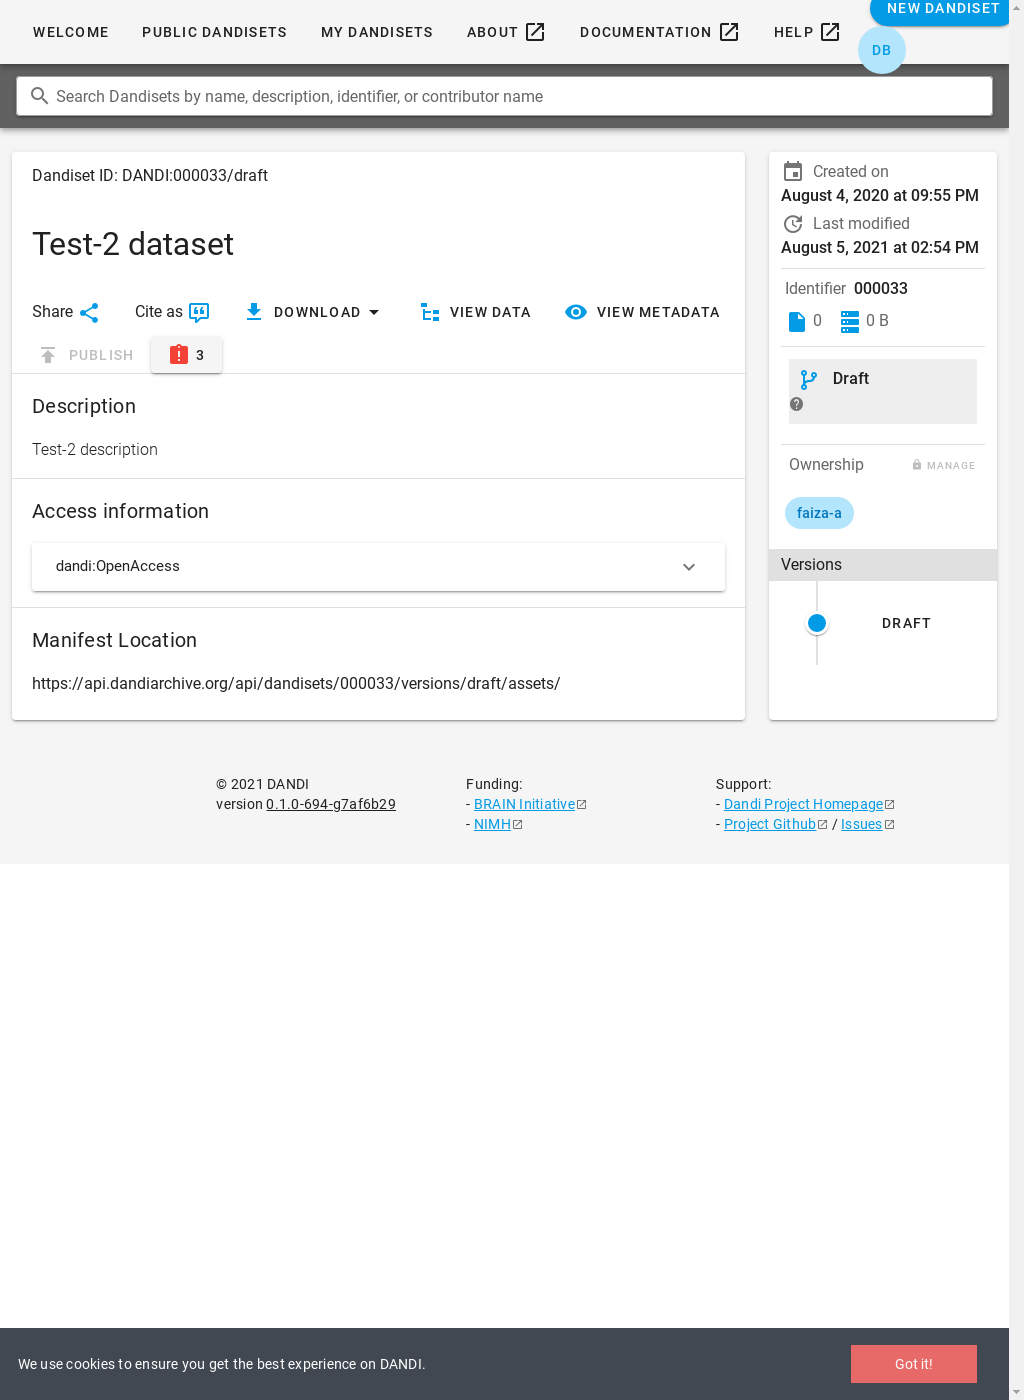 WELCOME PUBLIC DANDISETS MY DANDISETS ABOUT DOCUMENTATION HELP NEW DANDISET
DB
Search Dandisets by name, description, identifier, or contributor name
Dandiset ID: DANDI:000033/draft
Test-2 dataset
Share Cite as DOWNLOAD VIEW DATA VIEW METADATA
PUBLISH 3
Description
Test-2 description
Access information
dandi:OpenAccess
Manifest Location
https://api.dandiarchive.org/api/dandisets/000033/versions/draft/assets/
Created on
August 4, 2020 at 09:55 PM
Last modified
August 5, 2021 at 02:54 PM
Identifier 000033
0 0 B
Draft
Ownership MANAGE
faiza-a
Versions
DRAFT
© 2021 DANDI
version 0.1.0-694-g7af6b29
Funding:
- BRAIN Initiative
- NIMH
Support:
- Dandi Project Homepage
- Project Github / Issues
We use cookies to ensure you get the best experience on DANDI.
Got it!